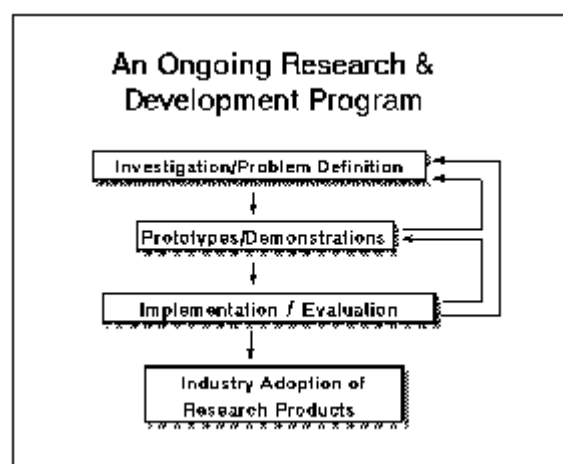 An Ongoing Research &
Development Program
Investigation/Problem Definition
Prototypes/Demonstrations
Implementation / Evaluation
Industry Adoption of
Research Products